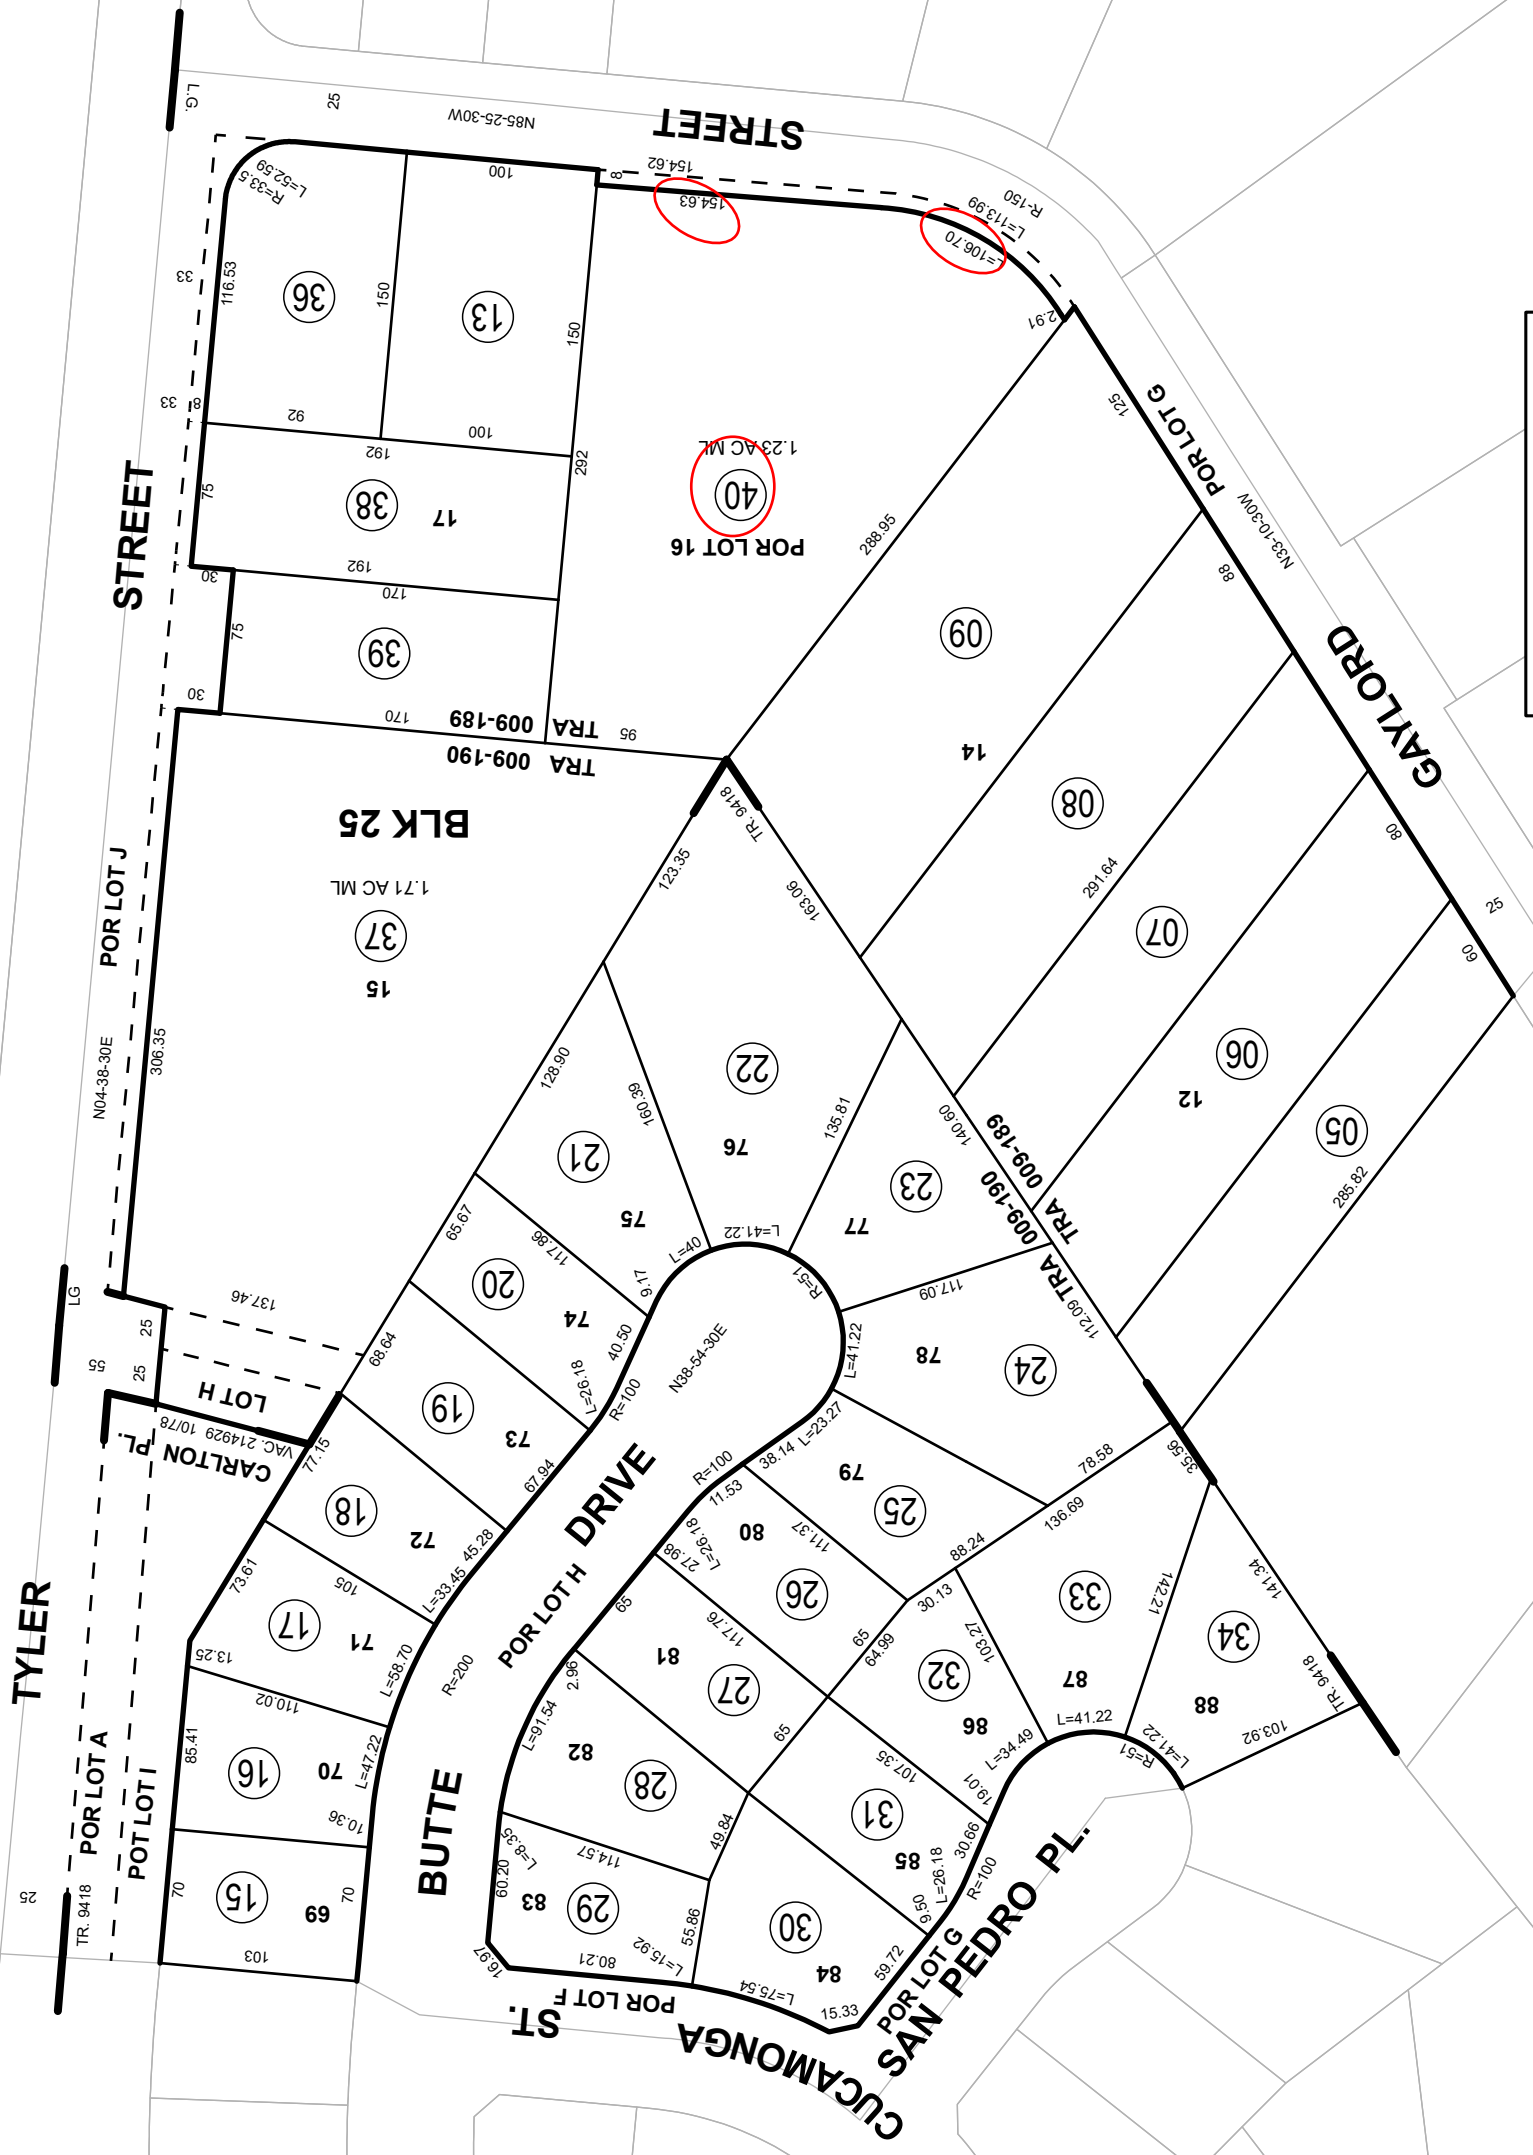 L.G.
25
N85-25-30W
STREET
154.62
R=33.5
L=52.59
100
8
154.63
R-150
L=113.99
L=106.70
2.91
33
116.53
36
150
13
150
125
POR LOT G
33
8
92
100
192
292
1.23 AC ML
40
POR LOT 16
N33-10-30W
STREET
75
38
17
288.95
88
30
192
170
75
39
09
GAYLORD
30
170
TRA 009-189
95
TRA 009-190
14
TR. 9418
BLK 25
08
80
POR LOT J
1.71 AC ML
37
15
123.35
163.06
291.64
07
25
60
N04-38-30E
306.35
128.90
160.39
22
76
135.81
140.60
TRA 009-189
TRA 009-190
12
06
05
285.82
21
75
65.67
117.86
23
77
L=40
L=41.22
R=51
9.17
20
74
40.50
117.09
112.09
LG
137.46
25
25
55
68.64
LOT H
VAC. 214929 10/78
CARLTON PL.
77.15
19
73
L=26.18
R=100
N38-54-30E
L=41.22
78
24
67.94
DRIVE
R=100
38.14
L=23.27
79
25
78.58
35.56
18
72
45.28
11.53
80
111.37
L=26.18
27.98
26
88.24
136.69
TYLER
73.61
105
L=33.45
POR LOT H
65
17
71
13.25
L=58.70
R=200
2.96
81
117.76
27
65
64.99
30.13
103.27
32
86
33
87
142.21
141.34
34
88
TR. 9418
103.92
110.02
85.41
16
70
L=47.22
10.36
L=91.54
82
28
65
107.35
L=34.49
L=41.22
R=51
L=41.22
19.01
31
85
POR LOT A
POT LOT I
BUTTE
L=8.35
114.57
49.84
30.66
R=100
L=26.18
9.50
25
TR. 9418
70
15
69
70
60.20
83
29
55.86
30
84
59.72
103
16.97
80.21
L=15.92
L=75.54
15.33
POR LOT G
SAN PEDRO PL.
POR LOT F
CUCAMONGA ST.